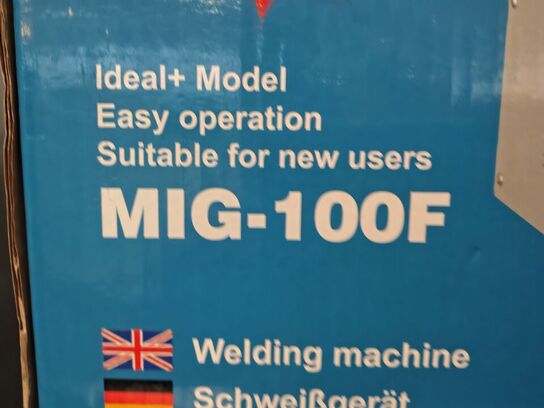 Ideal+ Model
Easy operation
Suitable for new users
MIG-100F
Welding machine
Schweißgerät